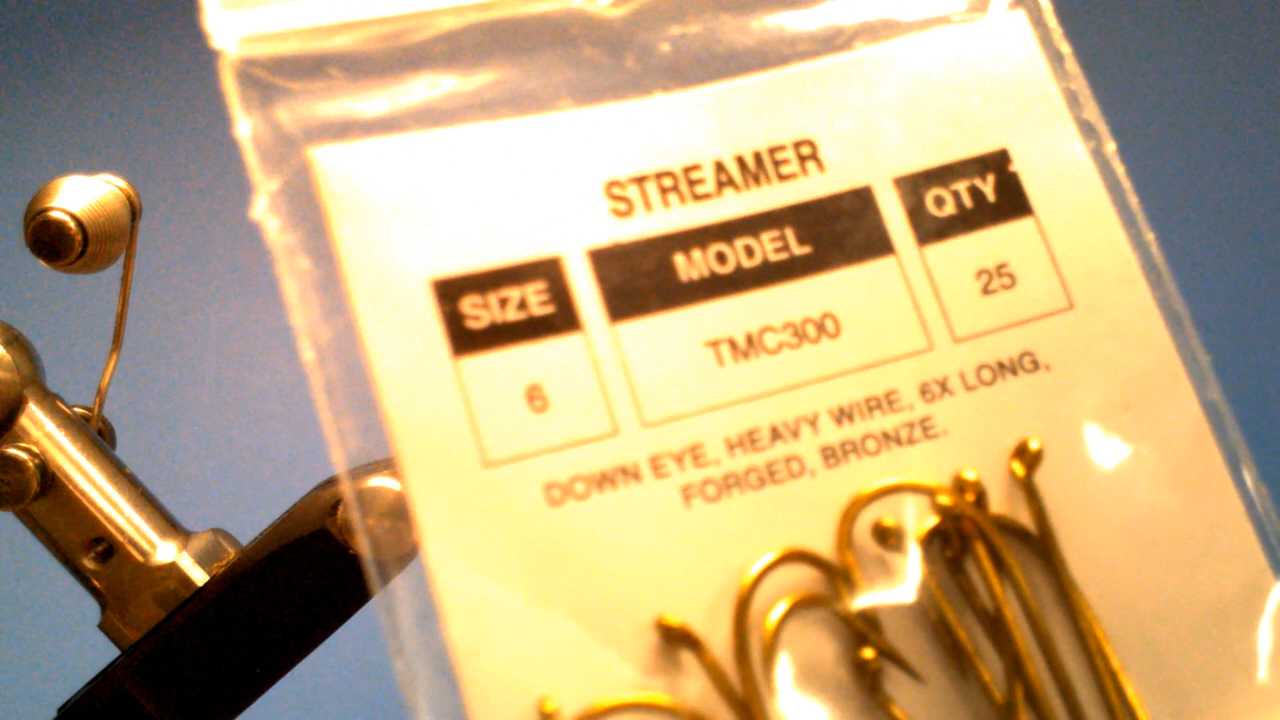 STREAMER
SIZE MODEL QTY
6 TMC300 25
DOWN EYE, HEAVY WIRE, 6X LONG,
FORGED, BRONZE.